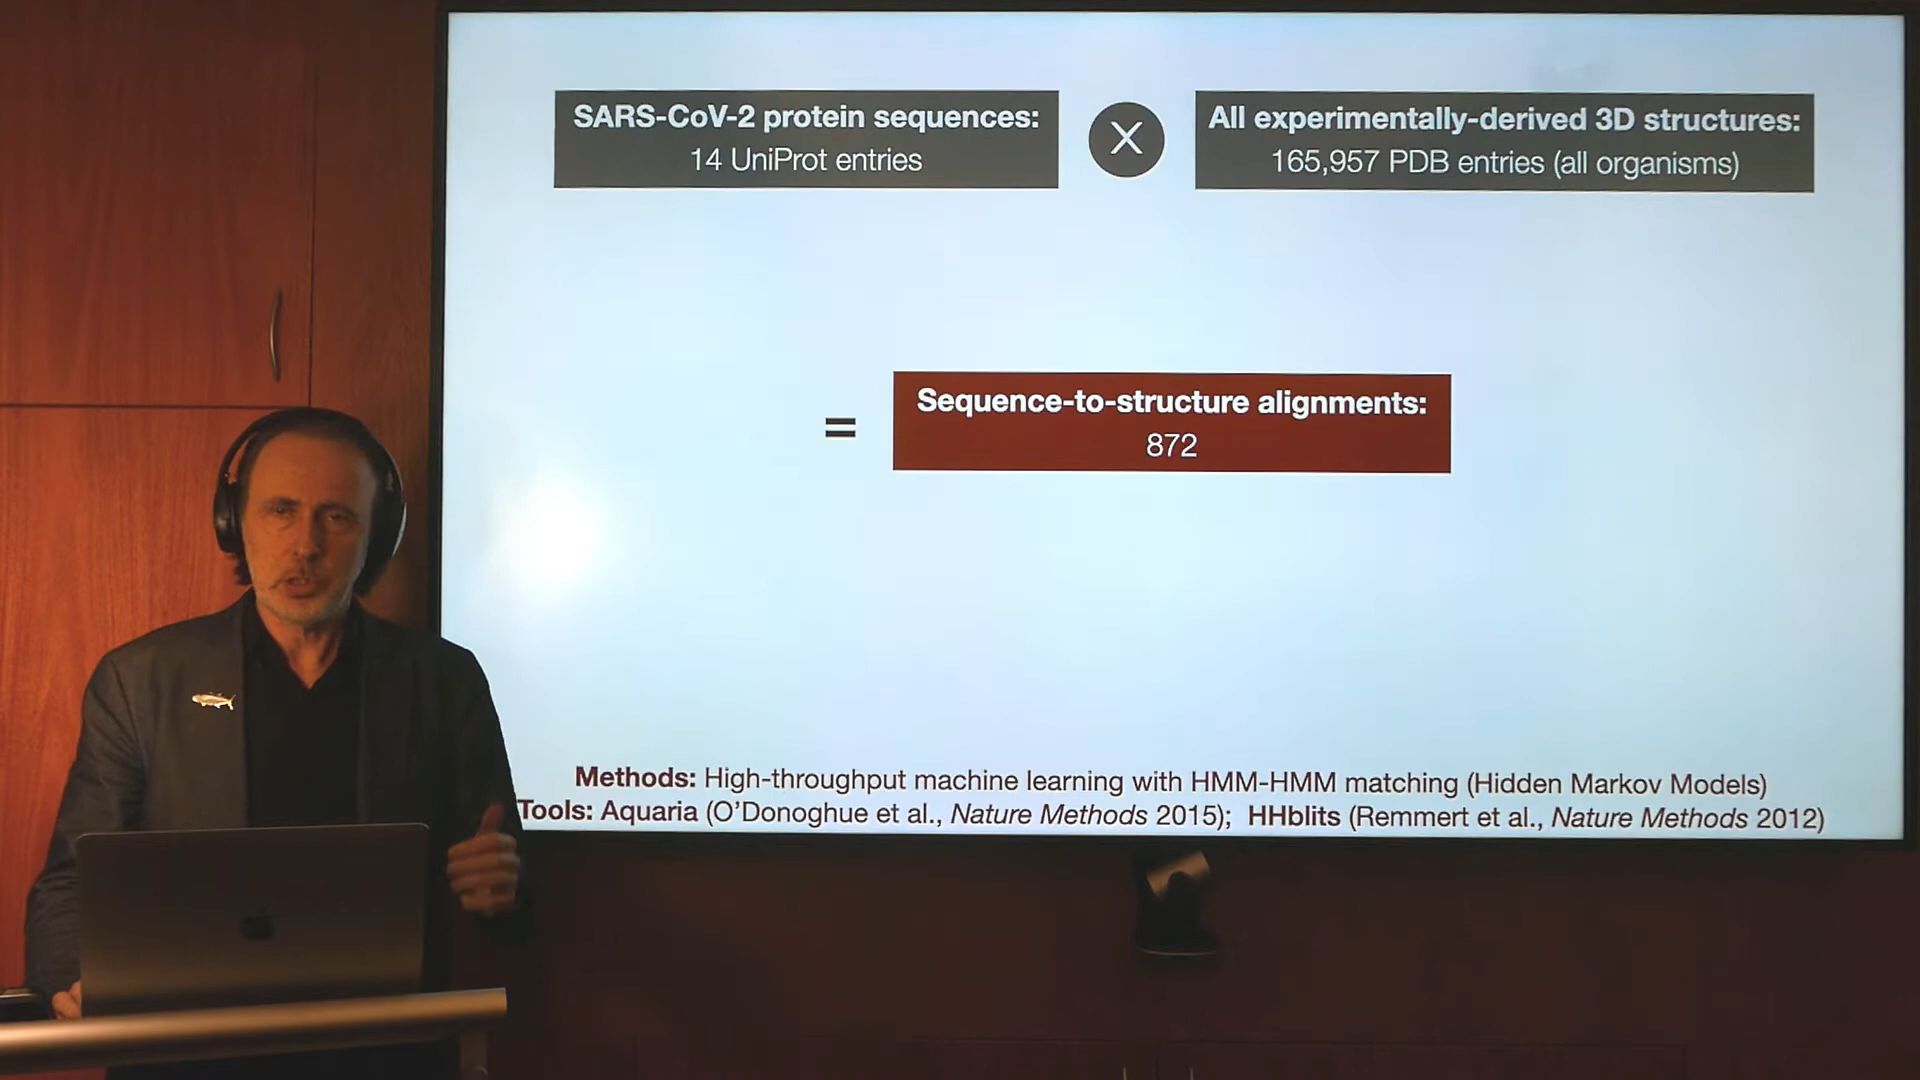 SARS-CoV-2 protein sequences:
14 UniProt entries
X
All experimentally-derived 3D structures:
165,957 PDB entries (all organisms)
=
Sequence-to-structure alignments:
872
Methods: High-throughput machine learning with HMM-HMM matching (Hidden Markov Models)
Tools: Aquaria (O'Donoghue et al., Nature Methods 2015); HHblits (Remmert et al., Nature Methods 2012)